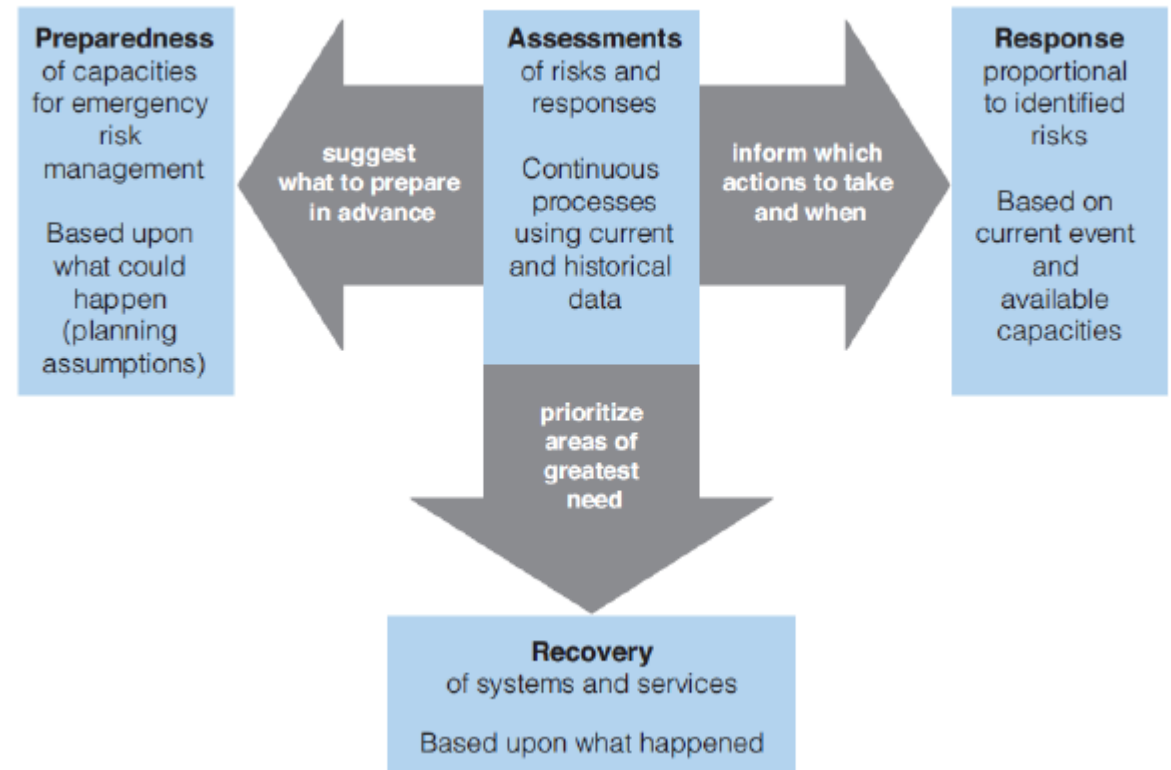 Preparedness
of capacities
for emergency
risk
management
Based upon
what could
happen
(planning
assumptions)
suggest
what to prepare
in advance
Assessments
of risks and
responses
Continuous
processes
using current
and historical
data
inform which
actions to take
and when
Response
proportional
to identified
risks
Based on
current event
and
available
capacities
prioritize
areas of
greatest
need
Recovery
of systems and services
Based upon what happened